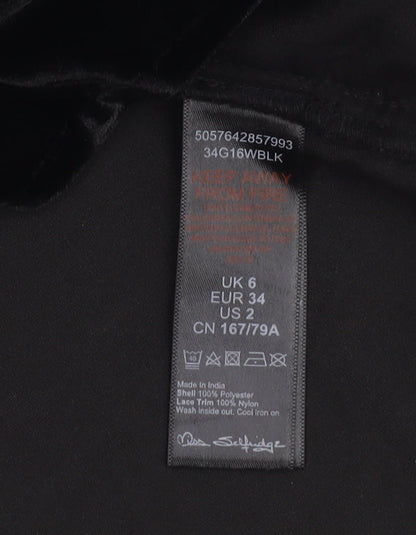 5057642857993
34G16WBLK
KEEP AWAY
FROM FIRE
UK 6
EUR 34
US 2
CN 167/79A
40
Made in India
Shell 100% Polyester
Lace Trim 100% Nylon
Wash inside out. Cool iron on
Miss Selfridge